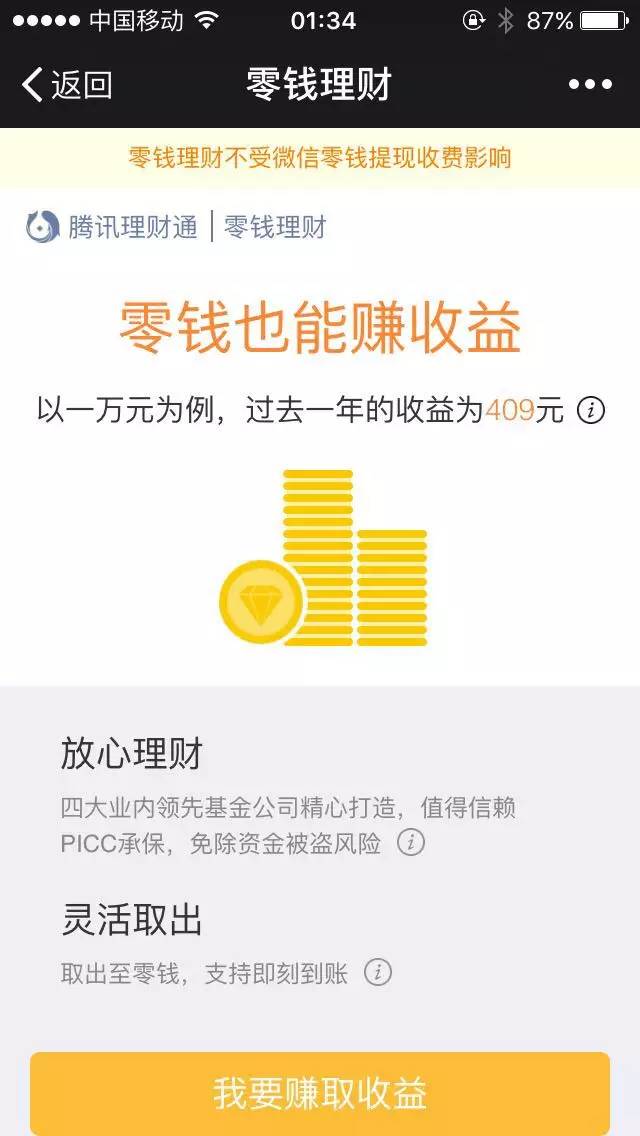 中国移动 01:34 87%
返回 零钱理财
零钱理财不受微信零钱提现收费影响
腾讯理财通 | 零钱理财
零钱也能赚收益
以一万元为例，过去一年的收益为409元
放心理财
四大业内领先基金公司精心打造，值得信赖
PICC承保，免除资金被盗风险
灵活取出
取出至零钱，支持即刻到账
我要赚取收益